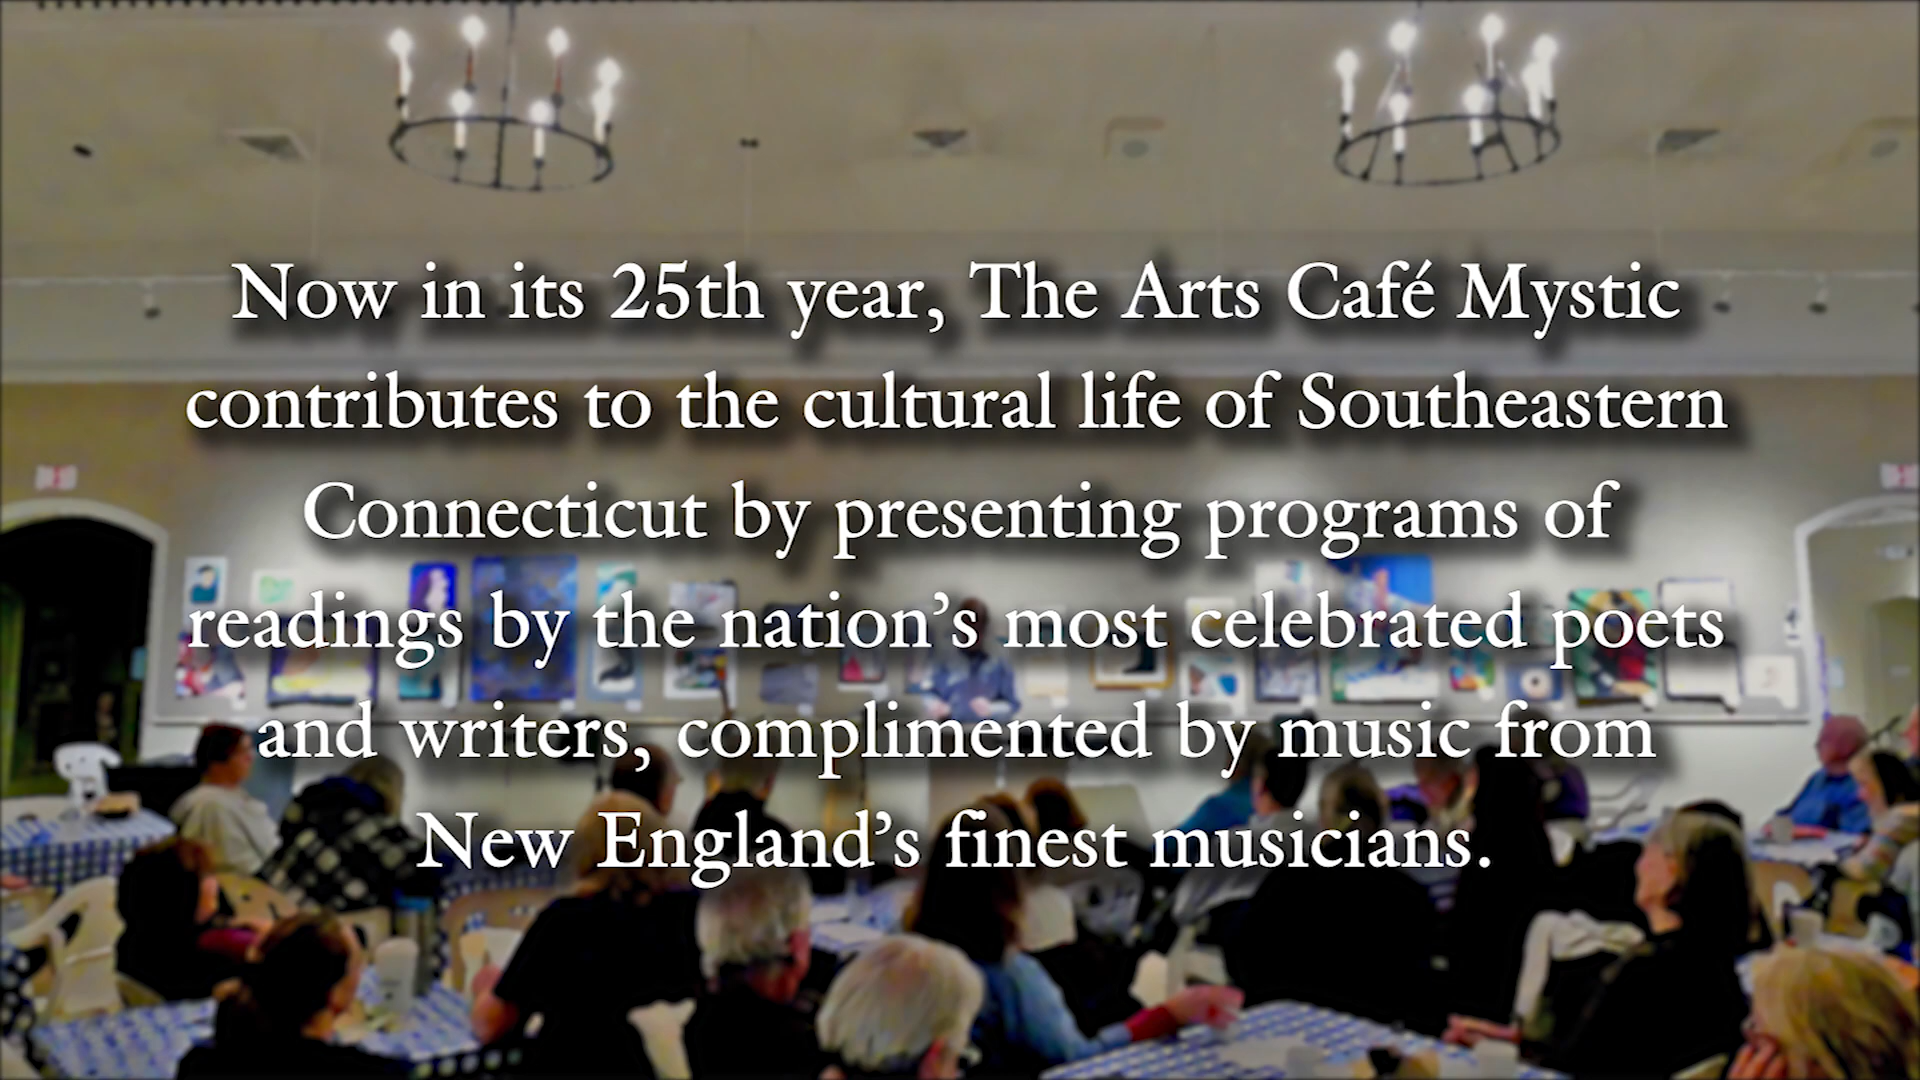 Now in its 25th year, The Arts Café Mystic
contributes to the cultural life of Southeastern
Connecticut by presenting programs of
readings by the nation’s most celebrated poets
and writers, complimented by music from
New England’s finest musicians.